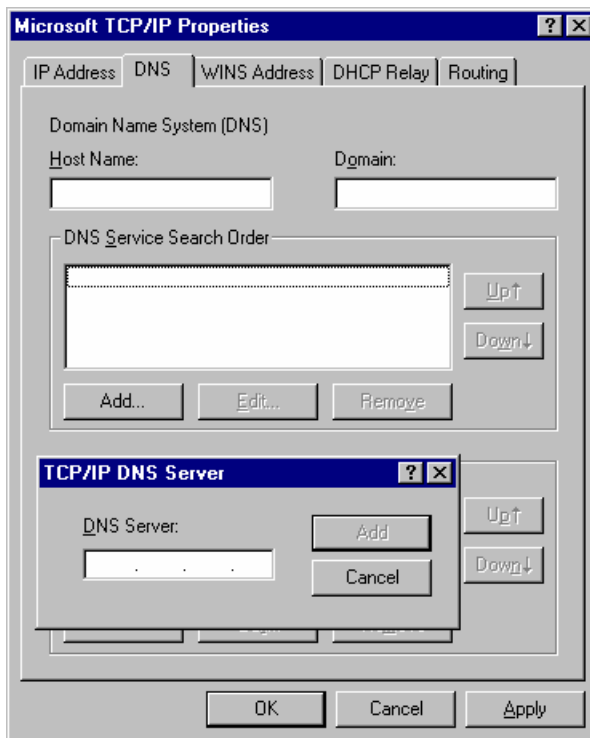 Microsoft TCP/IP Properties
IP Address DNS WINS Address DHCP Relay Routing
Domain Name System (DNS)
Host Name: Domain:
DNS Service Search Order
Up↑
Down↓
Add... Edit... Remove
TCP/IP DNS Server
DNS Server:
Add
Cancel
Up↑
Down↓
OK Cancel Apply